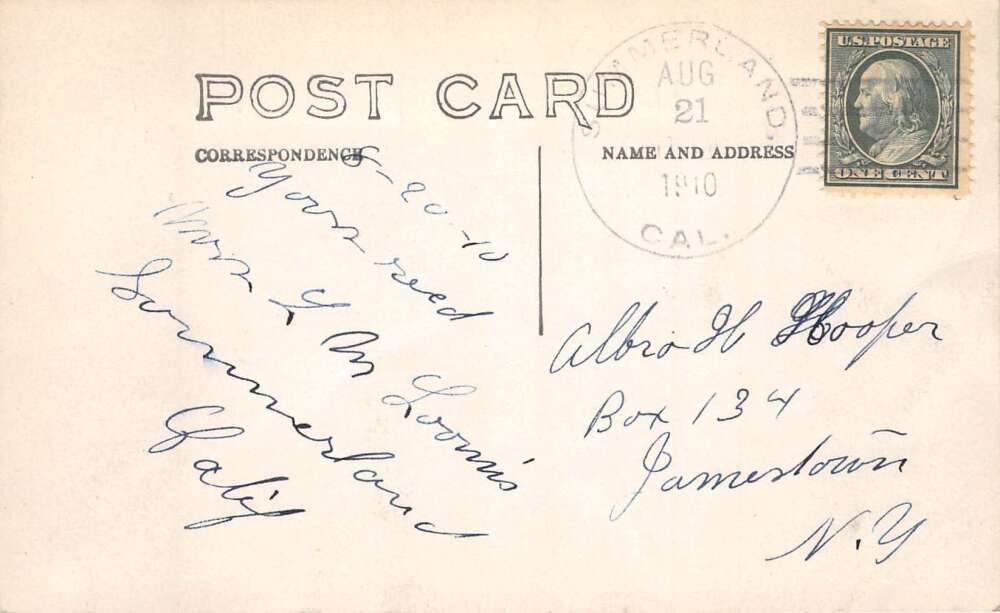 POST CARD
CORRESPONDENCE
NAME AND ADDRESS
SUMMERLAND,
AUG
21
1910
CAL.
U.S. POSTAGE
ONE CENT
8-20-10
Yours recd
Mrs L M Loomis
Summerland
Calif
Albro H Hooper
Box 134
Jamestown
N.Y